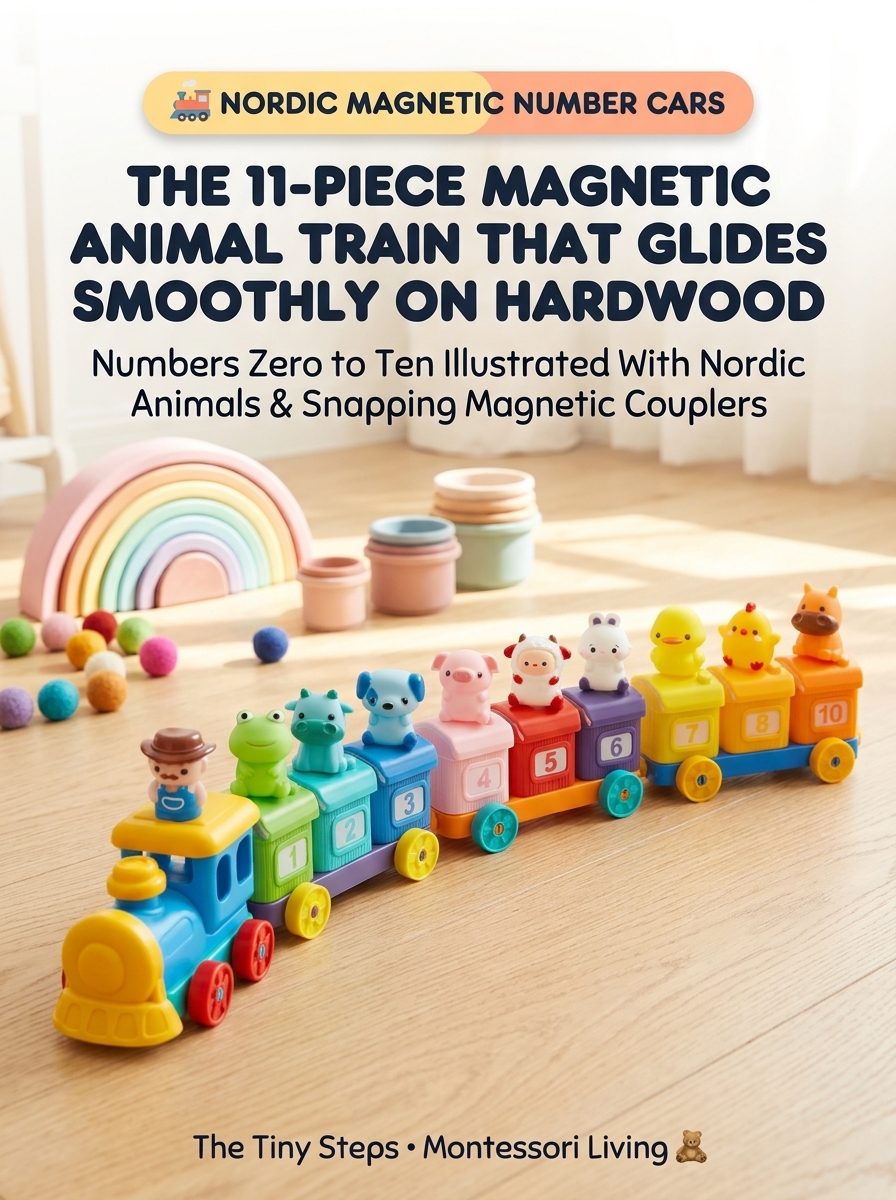 NORDIC MAGNETIC NUMBER CARS
THE 11-PIECE MAGNETIC
ANIMAL TRAIN THAT GLIDES
SMOOTHLY ON HARDWOOD
Numbers Zero to Ten Illustrated With Nordic
Animals & Snapping Magnetic Couplers
1
2
3
4
5
6
7
8
10
The Tiny Steps • Montessori Living